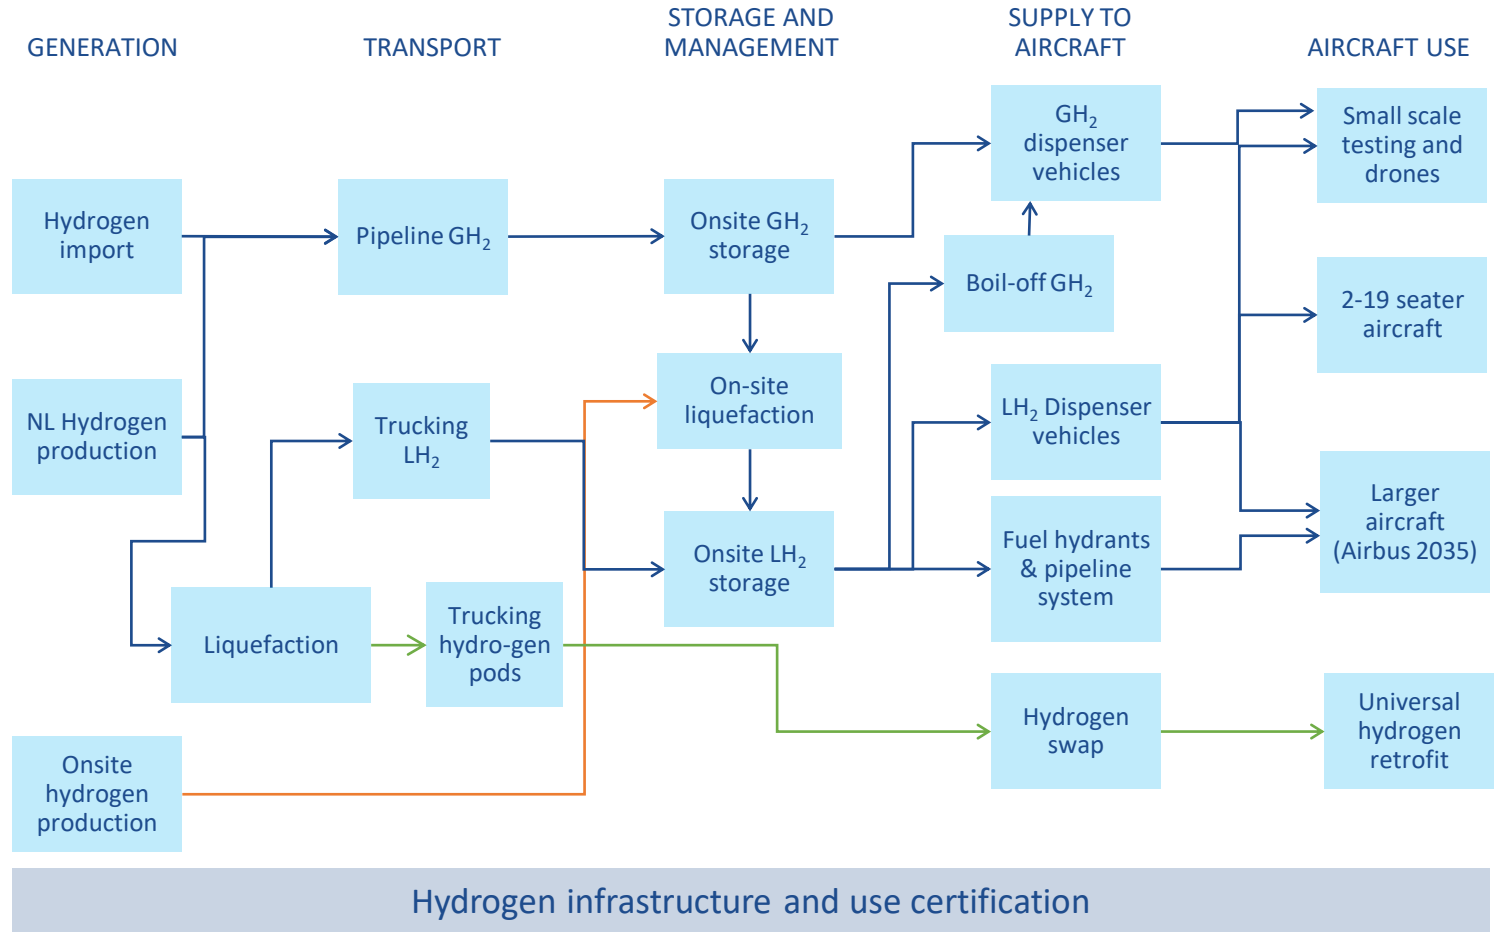 GENERATION
TRANSPORT
STORAGE AND
MANAGEMENT
SUPPLY TO
AIRCRAFT
AIRCRAFT USE
Hydrogen
import
NL Hydrogen
production
Liquefaction
Onsite
hydrogen
production
Pipeline GH₂
Trucking
LH₂
Trucking
hydro-gen
pods
Onsite GH₂
storage
On-site
liquefaction
Onsite LH₂
storage
GH₂
dispenser
vehicles
Boil-off GH₂
LH₂ Dispenser
vehicles
Fuel hydrants
& pipeline
system
Hydrogen
swap
Small scale
testing and
drones
2-19 seater
aircraft
Larger
aircraft
(Airbus 2035)
Universal
hydrogen
retrofit
Hydrogen infrastructure and use certification